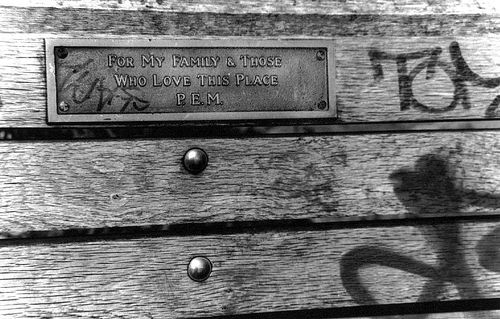 FOR MY FAMILY & THOSE
WHO LOVE THIS PLACE
P.E.M.